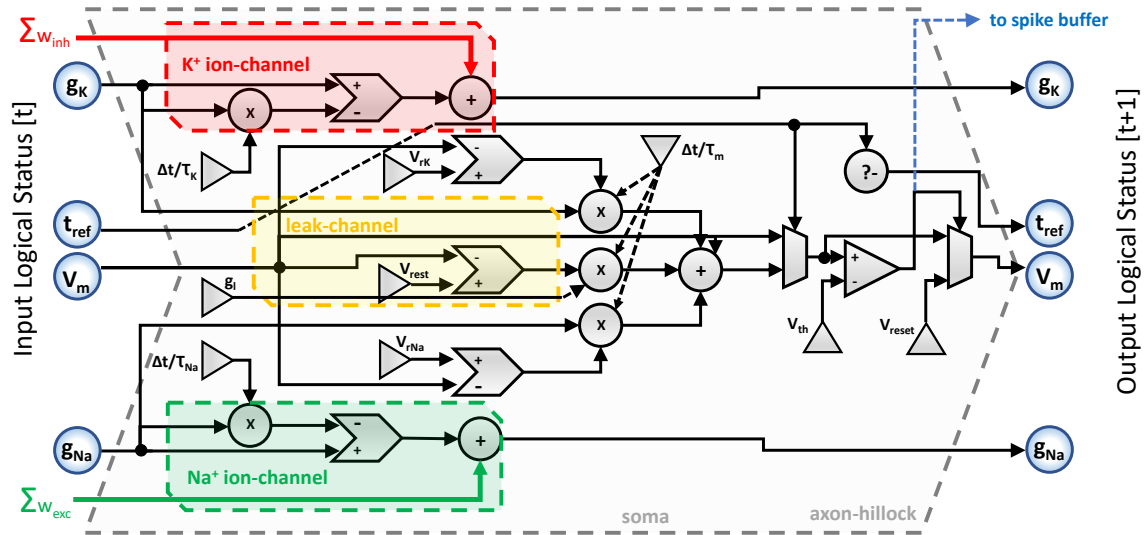 to spike buffer
Σw_inh
K⁺ ion-channel
g_K
+
-
x
+
g_K
Δt/τ_K
V_rK
-
+
Δt/τ_m
?-
x
leak-channel
t_ref
t_ref
V_m
V_rest
-
+
x
+
+
-
V_m
g_l
x
V_th
V_reset
V_rNa
+
-
Δt/τ_Na
x
-
+
+
g_Na
g_Na
Na⁺ ion-channel
Σw_exc
soma
axon-hillock
Input Logical Status [t]
Output Logical Status [t+1]